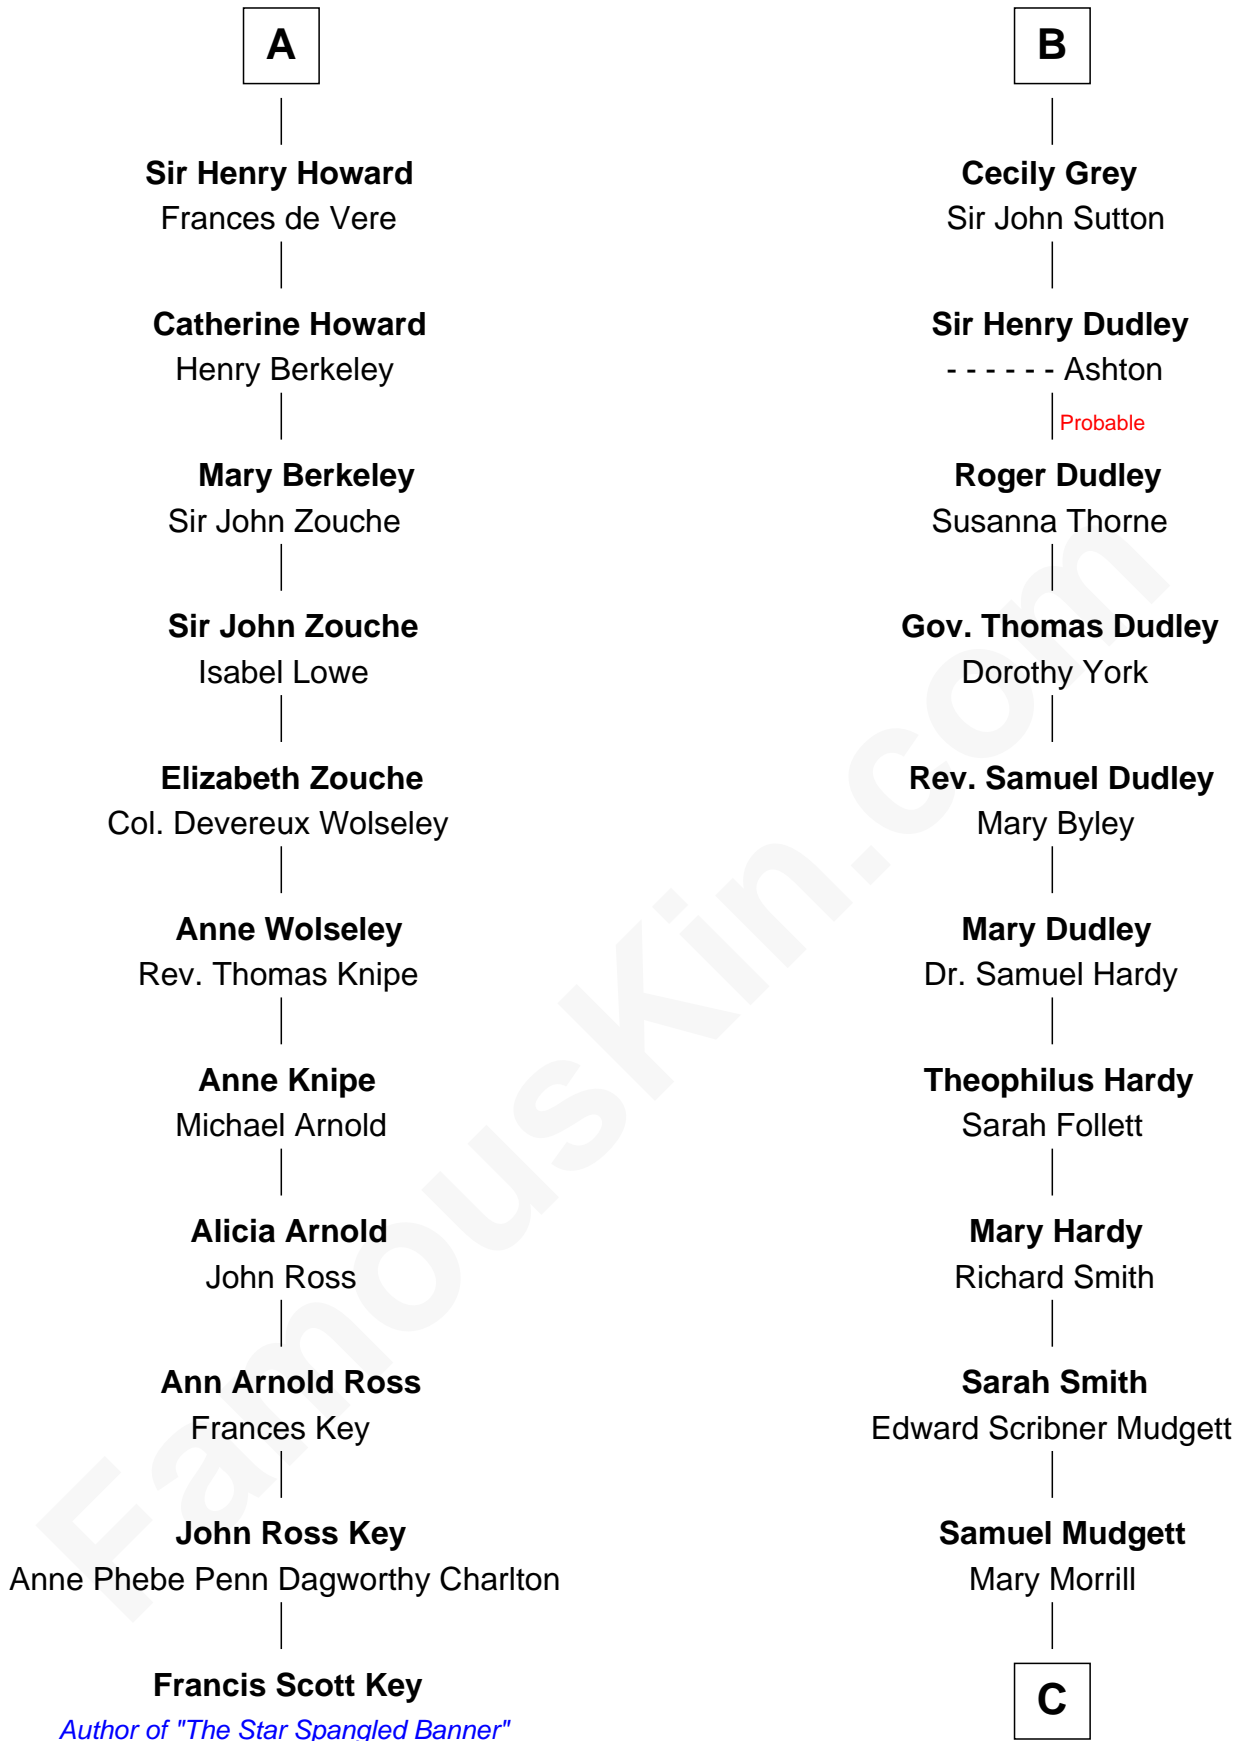 A
Sir Henry Howard
Frances de Vere
Catherine Howard
Henry Berkeley
Mary Berkeley
Sir John Zouche
Sir John Zouche
Isabel Lowe
Elizabeth Zouche
Col. Devereux Wolseley
Anne Wolseley
Rev. Thomas Knipe
Anne Knipe
Michael Arnold
Alicia Arnold
John Ross
Ann Arnold Ross
Frances Key
John Ross Key
Anne Phebe Penn Dagworthy Charlton
Francis Scott Key
Author of "The Star Spangled Banner"
B
Cecily Grey
Sir John Sutton
Sir Henry Dudley
- - - - - - Ashton
Probable
Roger Dudley
Susanna Thorne
Gov. Thomas Dudley
Dorothy York
Rev. Samuel Dudley
Mary Byley
Mary Dudley
Dr. Samuel Hardy
Theophilus Hardy
Sarah Follett
Mary Hardy
Richard Smith
Sarah Smith
Edward Scribner Mudgett
Samuel Mudgett
Mary Morrill
C
FamousKin.com